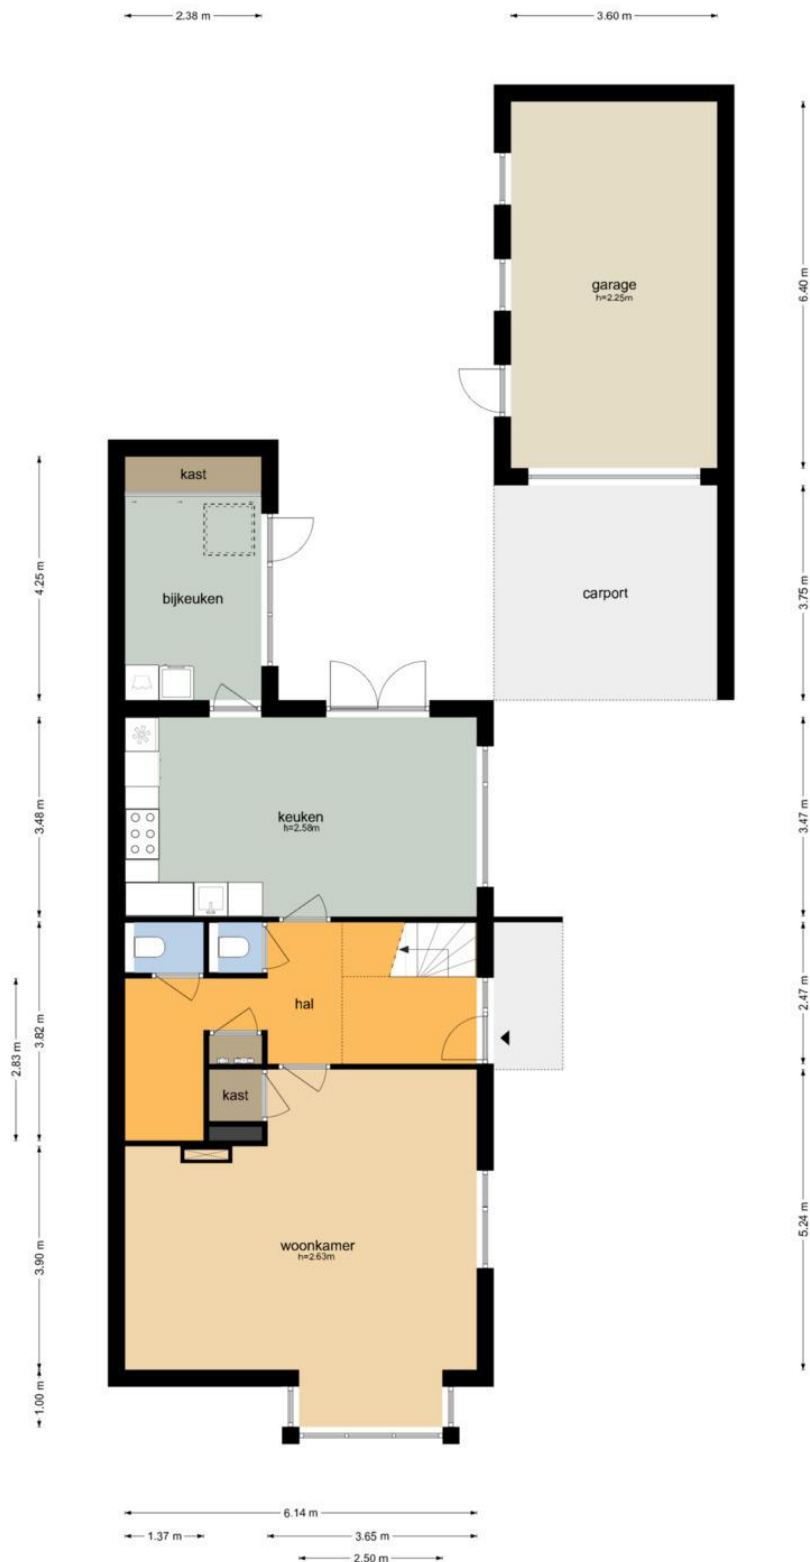 2.38 m
3.60 m
garage
h=2.25m
6.40 m
kast
bijkeuken
4.25 m
carport
3.75 m
keuken
h=2.58m
3.48 m
3.47 m
hal
2.47 m
3.82 m
2.83 m
kast
woonkamer
h=2.63m
5.24 m
3.90 m
1.00 m
6.14 m
1.37 m
3.65 m
2.50 m